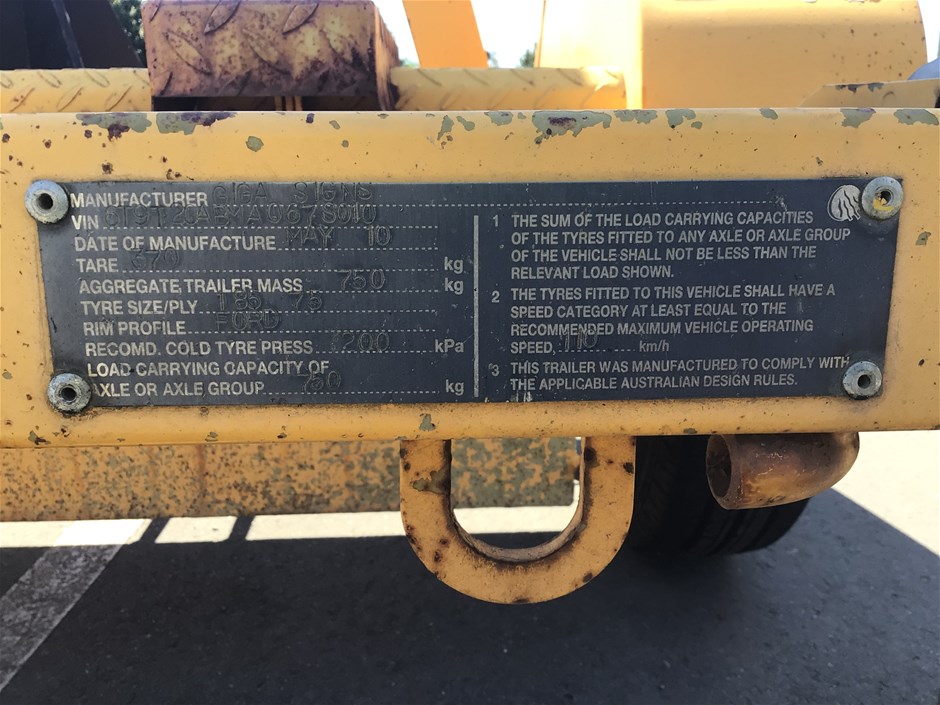 MANUFACTURER GIGA SIGNS
VIN
DATE OF MANUFACTURE MAY 10
TARE 370 kg
AGGREGATE TRAILER MASS 750 kg
TYRE SIZE/PLY 185 75
RIM PROFILE FORD
RECOMD. COLD TYRE PRESS 200 kPa
LOAD CARRYING CAPACITY OF
AXLE OR AXLE GROUP 750 kg
1 THE SUM OF THE LOAD CARRYING CAPACITIES
OF THE TYRES FITTED TO ANY AXLE OR AXLE GROUP
OF THE VEHICLE SHALL NOT BE LESS THAN THE
RELEVANT LOAD SHOWN.
2 THE TYRES FITTED TO THIS VEHICLE SHALL HAVE A
SPEED CATEGORY AT LEAST EQUAL TO THE
RECOMMENDED MAXIMUM VEHICLE OPERATING
SPEED, 110 km/h
3 THIS TRAILER WAS MANUFACTURED TO COMPLY WITH
THE APPLICABLE AUSTRALIAN DESIGN RULES.